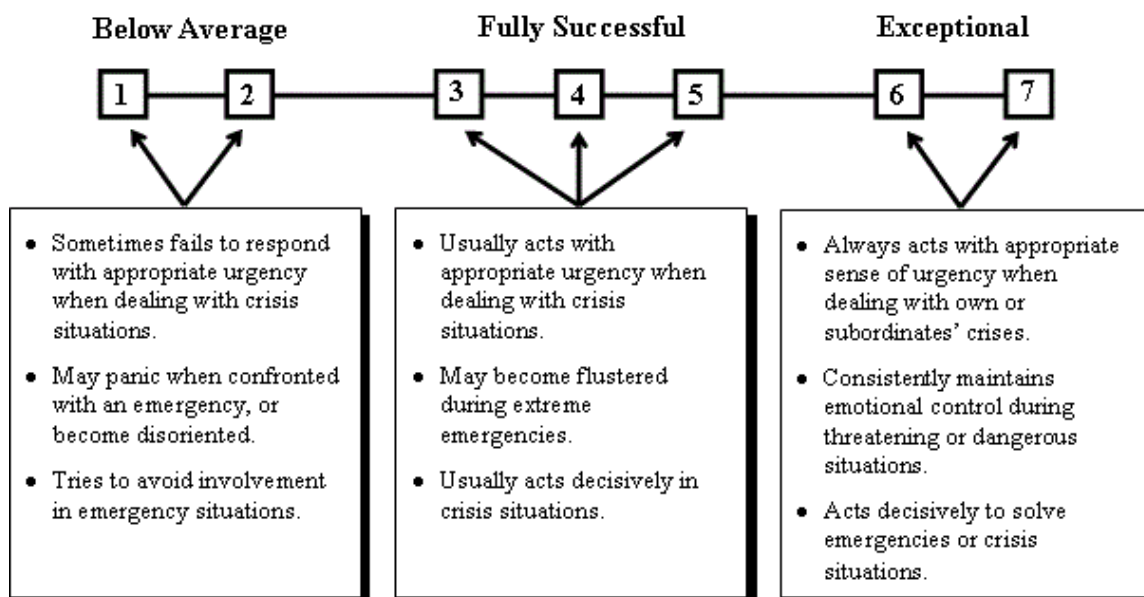 Below Average
Fully Successful
Exceptional
1 2 3 4 5 6 7
● Sometimes fails to respond
with appropriate urgency
when dealing with crisis
situations.
● May panic when confronted
with an emergency, or
become disoriented.
● Tries to avoid involvement
in emergency situations.
● Usually acts with
appropriate urgency when
dealing with crisis
situations.
● May become flustered
during extreme
emergencies.
● Usually acts decisively in
crisis situations.
● Always acts with appropriate
sense of urgency when
dealing with own or
subordinates’ crises.
● Consistently maintains
emotional control during
threatening or dangerous
situations.
● Acts decisively to solve
emergencies or crisis
situations.